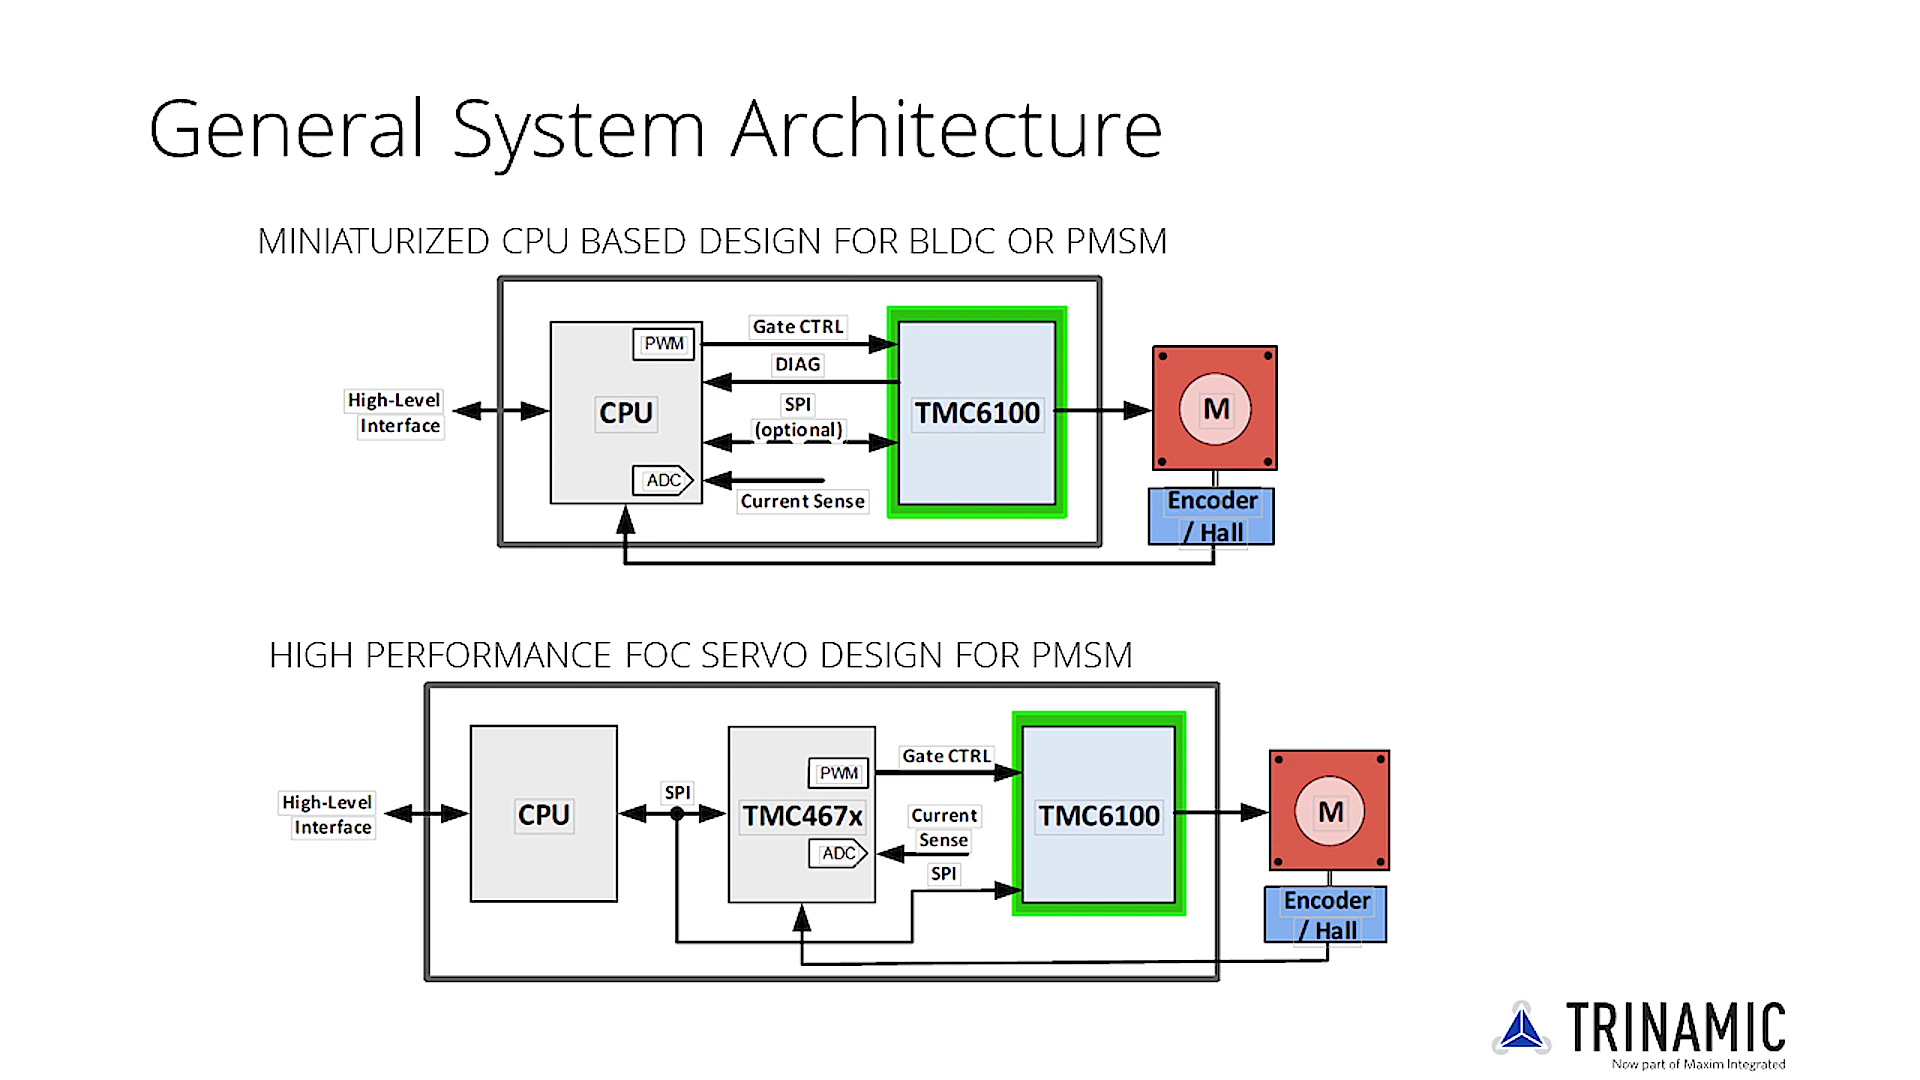 General System Architecture
MINIATURIZED CPU BASED DESIGN FOR BLDC OR PMSM
PWM
Gate CTRL
DIAG
High-Level
Interface
CPU
SPI
(optional)
TMC6100
M
ADC
Current Sense
Encoder
/ Hall
HIGH PERFORMANCE FOC SERVO DESIGN FOR PMSM
Gate CTRL
PWM
High-Level
Interface
CPU
SPI
TMC467x
Current
Sense
TMC6100
M
ADC
SPI
Encoder
/ Hall
TRINAMIC
Now part of Maxim Integrated